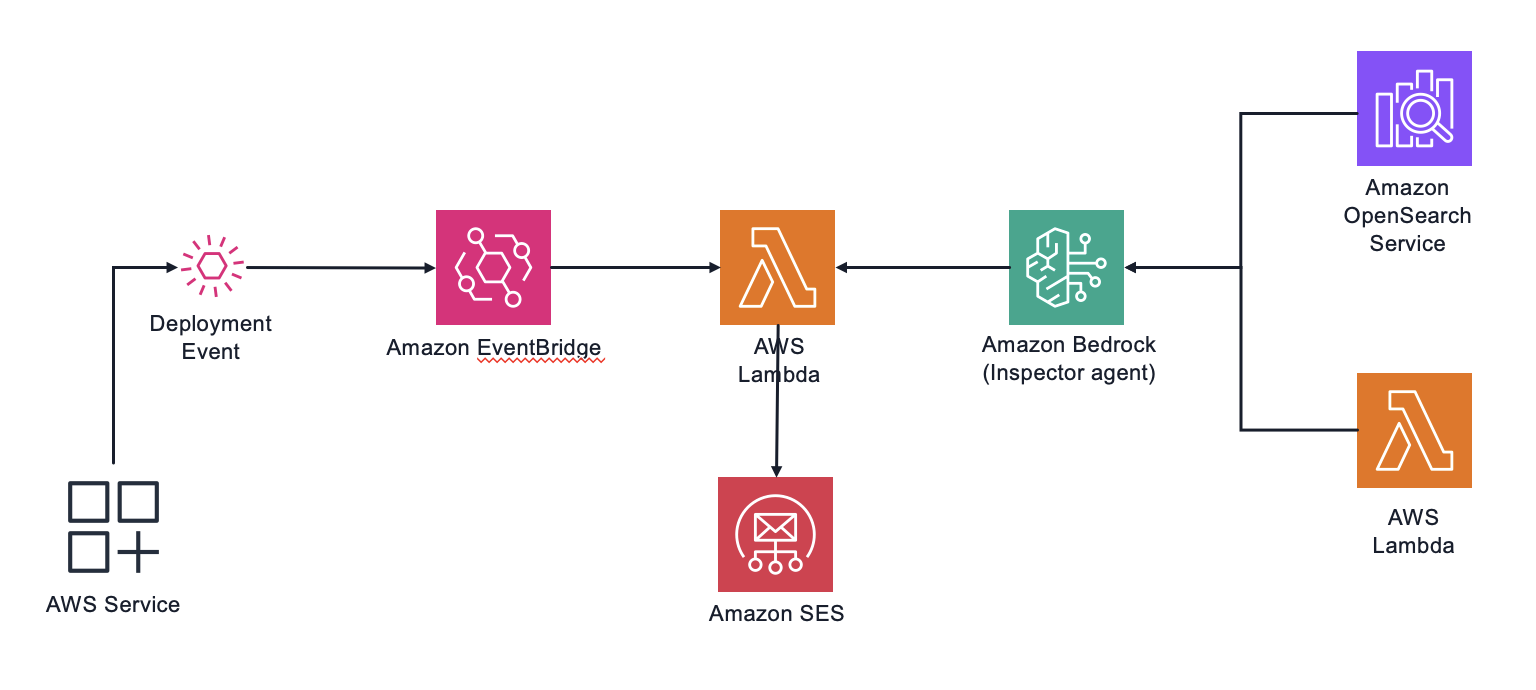 Amazon
OpenSearch
Service
Deployment
Event
Amazon EventBridge
AWS
Lambda
Amazon Bedrock
(Inspector agent)
AWS
Lambda
AWS Service
Amazon SES